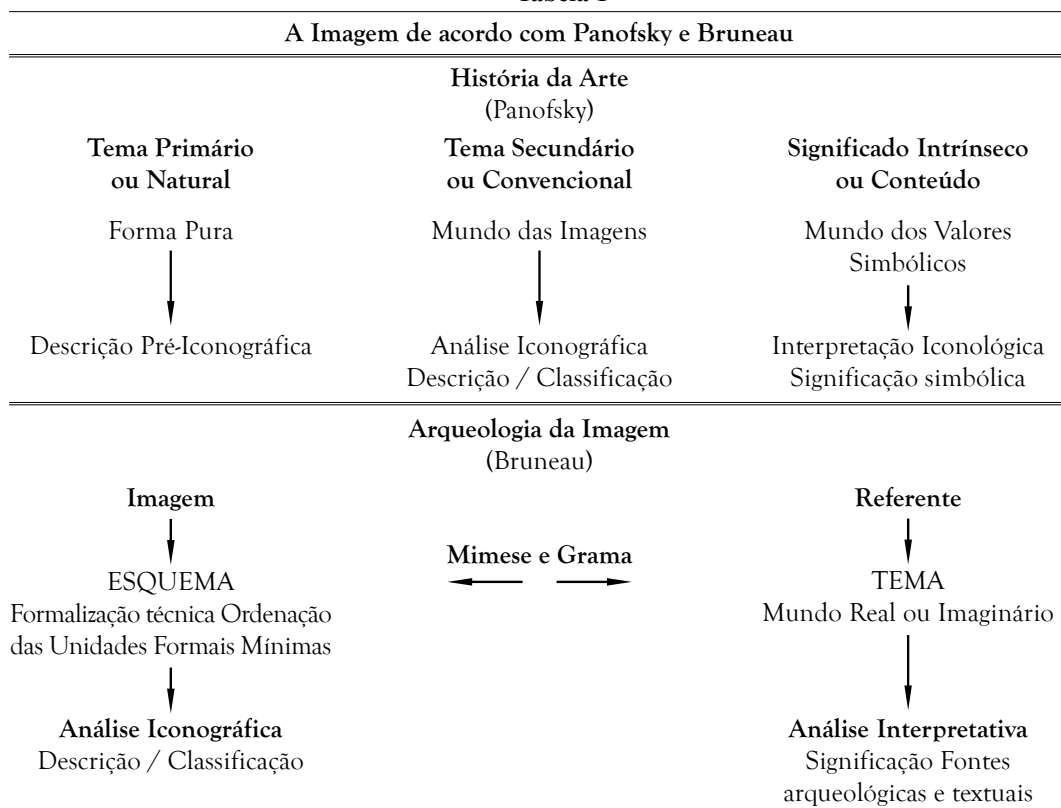 A Imagem de acordo com Panofsky e Bruneau
História da Arte
(Panofsky)
Tema Primário
ou Natural
Forma Pura
Descrição Pré-Iconográfica
Tema Secundário
ou Convencional
Mundo das Imagens
Análise Iconográfica
Descrição / Classificação
Significado Intrínseco
ou Conteúdo
Mundo dos Valores
Simbólicos
Interpretação Iconológica
Significação simbólica
Arqueologia da Imagem
(Bruneau)
Imagem
ESQUEMA
Formalização técnica Ordenação
das Unidades Formais Mínimas
Análise Iconográfica
Descrição / Classificação
Mimese e Grama
Referente
TEMA
Mundo Real ou Imaginário
Análise Interpretativa
Significação Fontes
arqueológicas e textuais